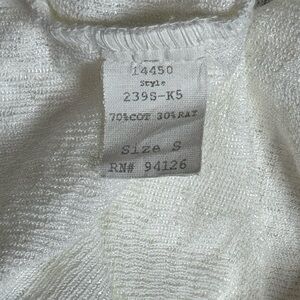 14450
Style
239S-K5
70%COT 30%RAY
Size S
RN# 94126